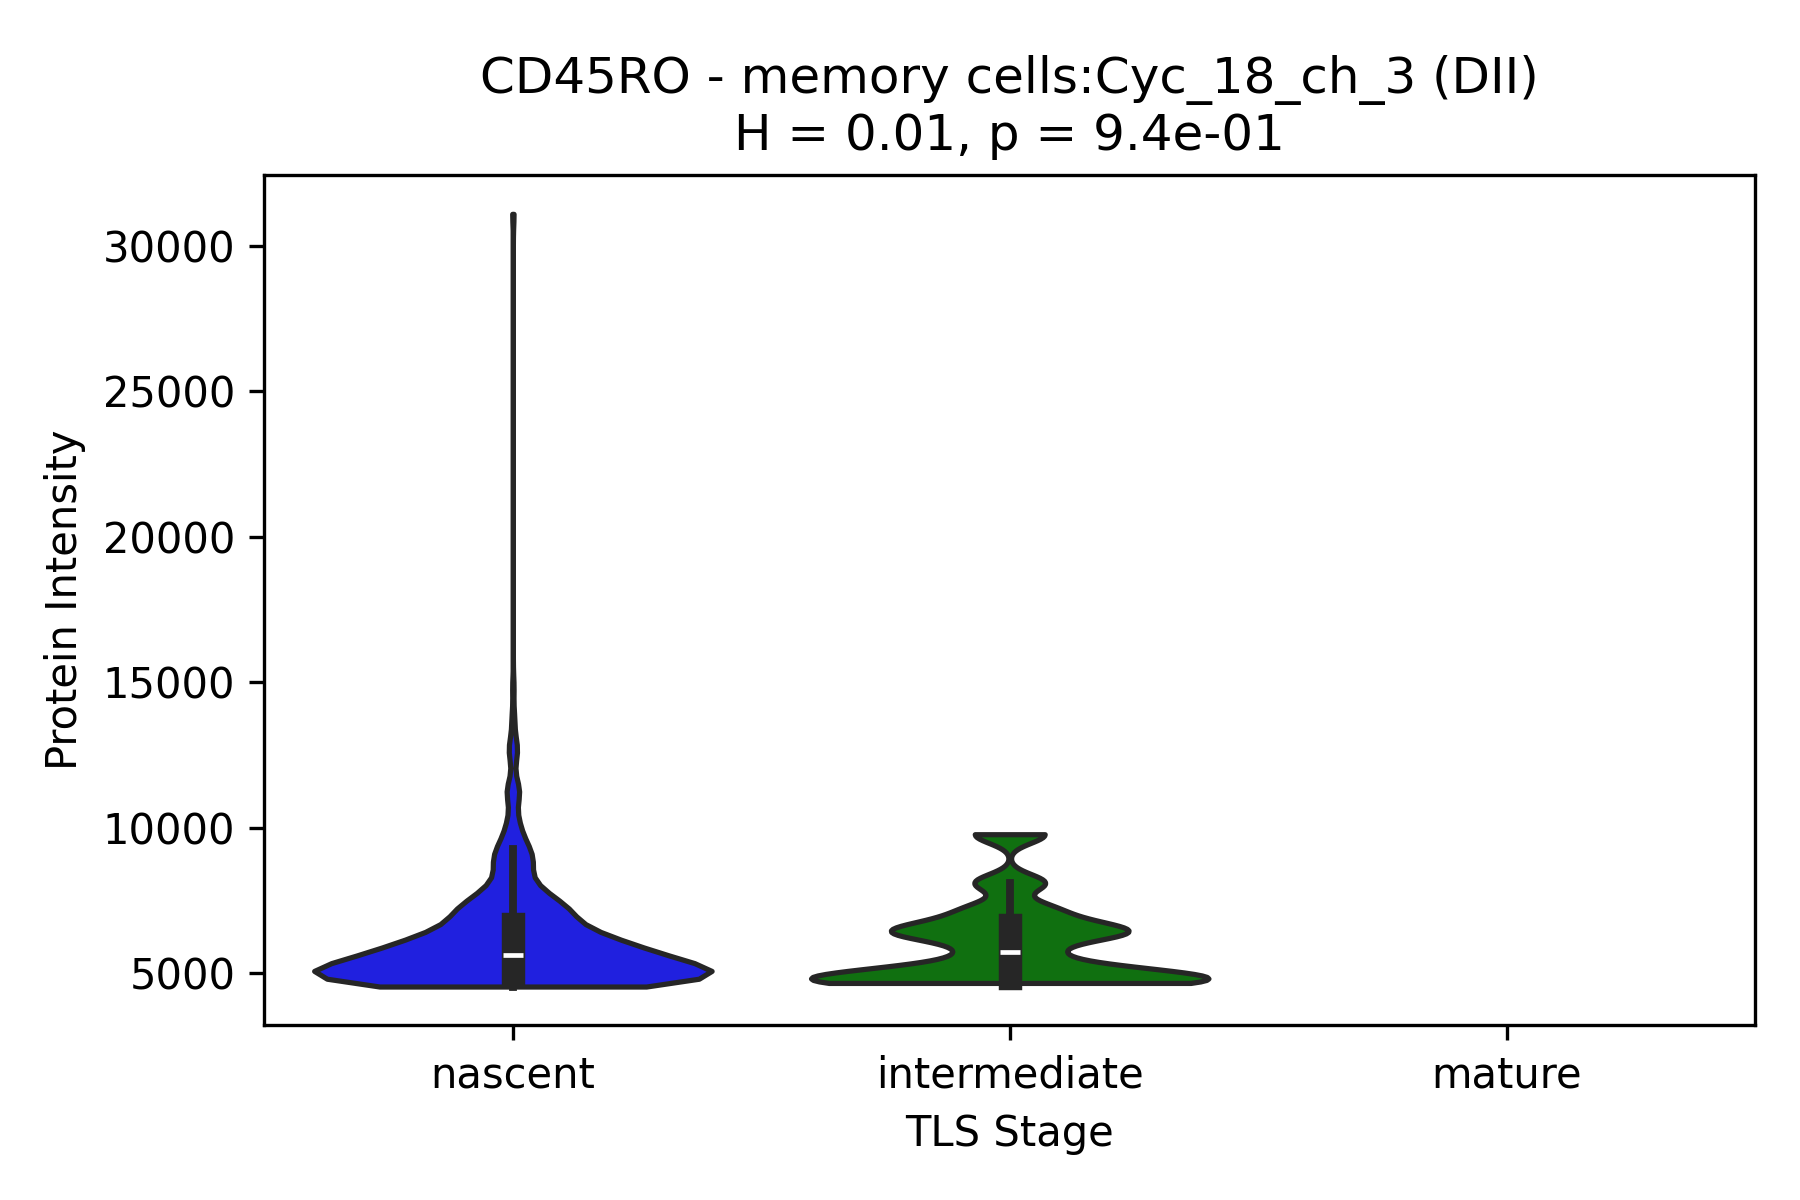 CD45RO - memory cells:Cyc_18_ch_3 (DII)
H = 0.01, p = 9.4e-01
Protein Intensity
30000
25000
20000
15000
10000
5000
nascent intermediate mature
TLS Stage